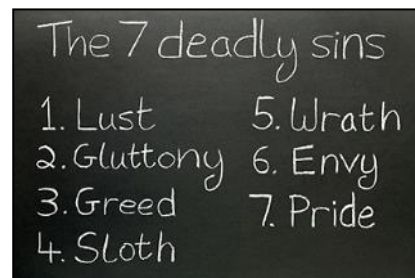 The 7 deadly sins
1. Lust
2. Gluttony
3. Greed
4. Sloth
5. Wrath
6. Envy
7. Pride